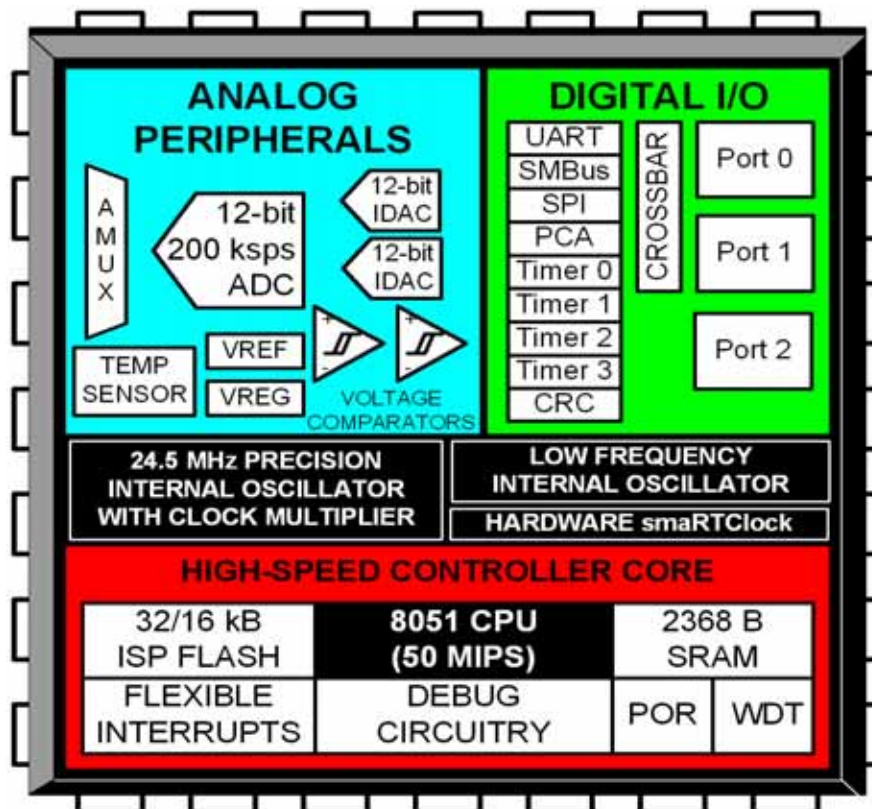 ANALOG
PERIPHERALS
A
M
U
X
12-bit
200 ksps
ADC
12-bit
IDAC
12-bit
IDAC
+
-
+
-
TEMP
SENSOR
VREF
VREG
VOLTAGE
COMPARATORS
DIGITAL I/O
UART
SMBus
SPI
PCA
Timer 0
Timer 1
Timer 2
Timer 3
CRC
CROSSBAR
Port 0
Port 1
Port 2
24.5 MHz PRECISION
INTERNAL OSCILLATOR
WITH CLOCK MULTIPLIER
LOW FREQUENCY
INTERNAL OSCILLATOR
HARDWARE smaRTClock
HIGH-SPEED CONTROLLER CORE
32/16 kB
ISP FLASH
8051 CPU
(50 MIPS)
2368 B
SRAM
FLEXIBLE
INTERRUPTS
DEBUG
CIRCUITRY
POR
WDT